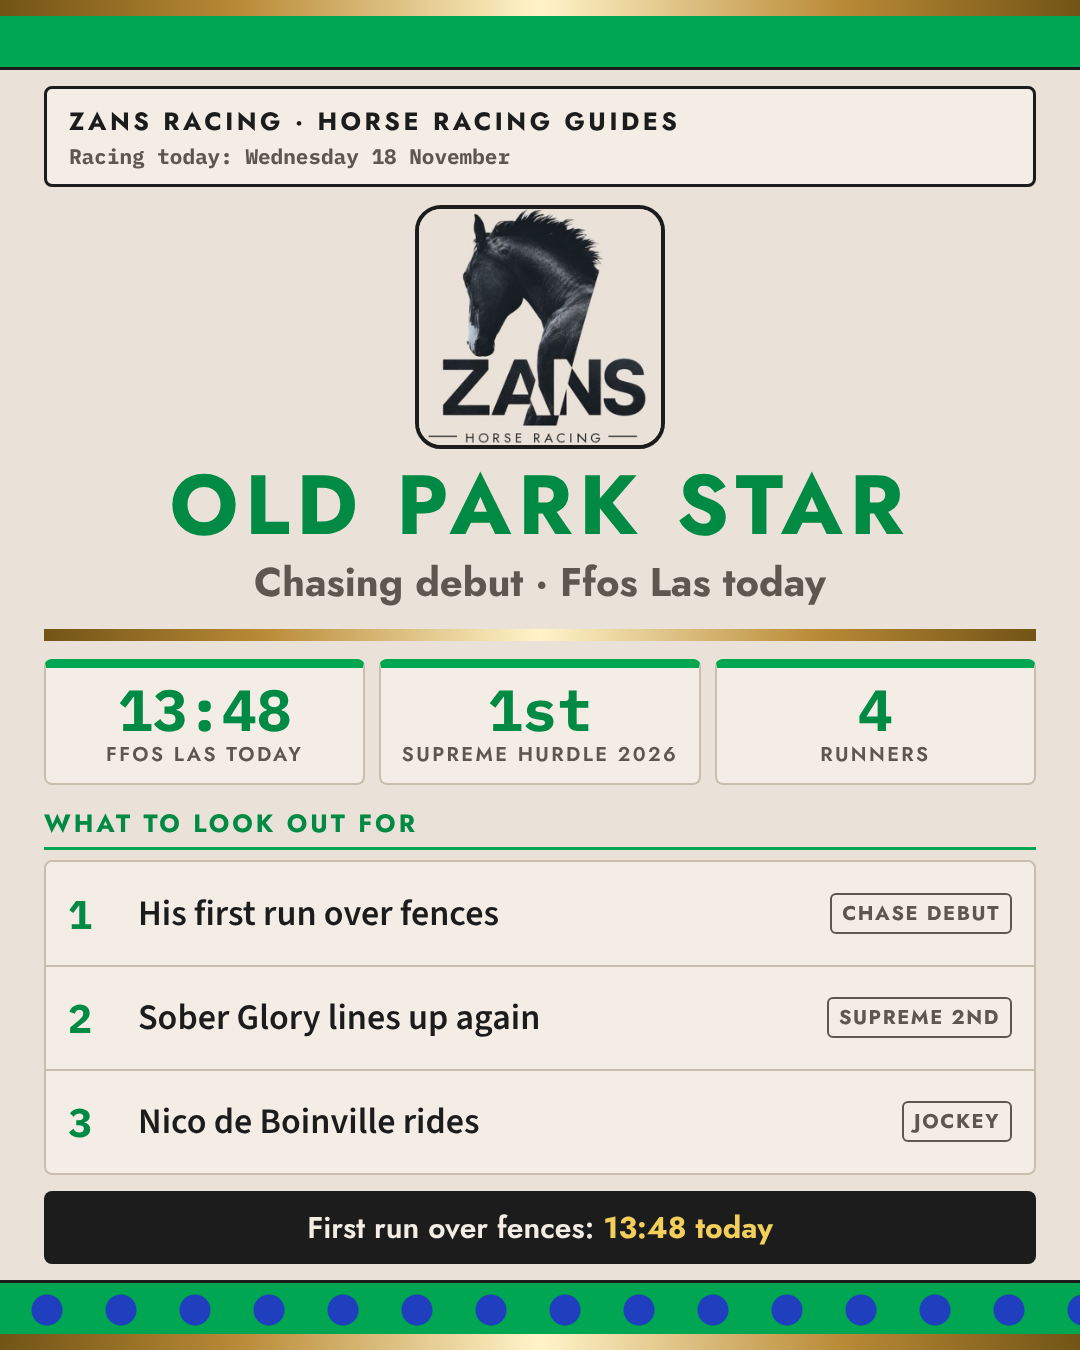 ZANS RACING · HORSE RACING GUIDES
Racing today: Wednesday 18 November
ZANS
HORSE RACING
OLD PARK STAR
Chasing debut · Ffos Las today
13:48
FFOS LAS TODAY
1st
SUPREME HURDLE 2026
4
RUNNERS
WHAT TO LOOK OUT FOR
1 His first run over fences CHASE DEBUT
2 Sober Glory lines up again SUPREME 2ND
3 Nico de Boinville rides JOCKEY
First run over fences: 13:48 today